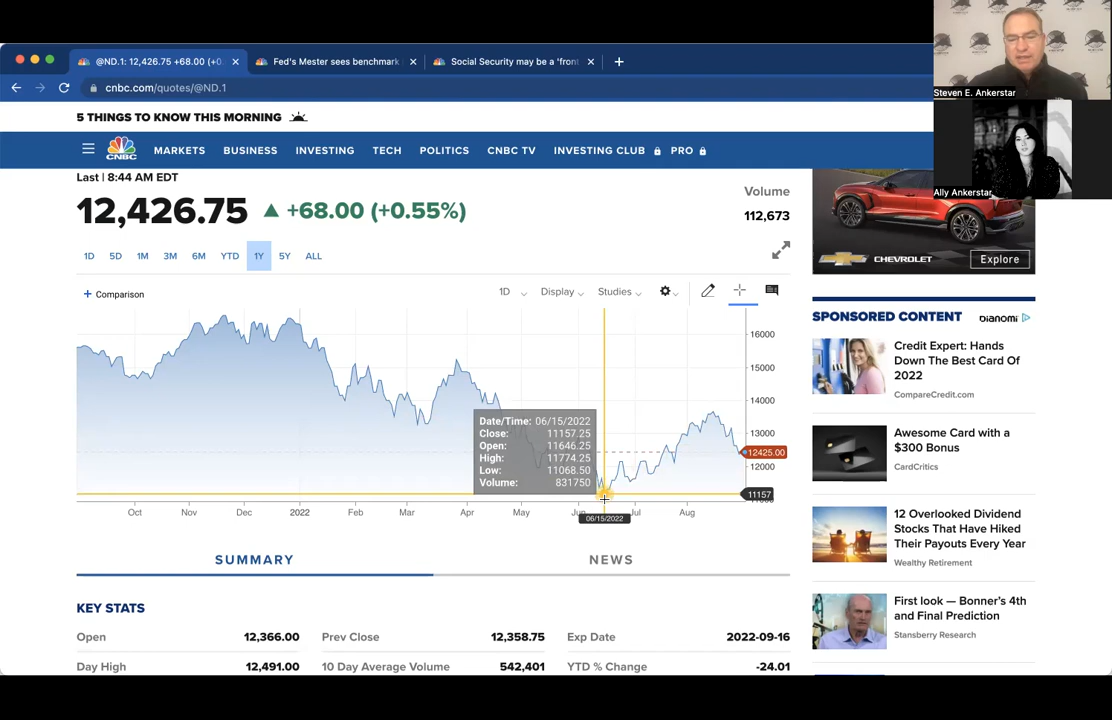 @ND.1: 12,426.75 +68.00 (+0.
Fed's Mester sees benchmark
Social Security may be a 'front
cnbc.com/quotes/@ND.1
Steven E. Ankerstar
Ally Ankerstar
5 THINGS TO KNOW THIS MORNING
CNBC
MARKETS BUSINESS INVESTING TECH POLITICS CNBC TV INVESTING CLUB PRO
Last | 8:44 AM EDT
12,426.75 +68.00 (+0.55%)
Volume
112,673
1D 5D 1M 3M 6M YTD 1Y 5Y ALL
+ Comparison
1D Display Studies
16000
15000
14000
13000
12425.00
12000
11157
Date/Time: 06/15/2022
Close: 11157.25
Open: 11646.25
High: 11774.25
Low: 11068.50
Volume: 831750
Oct Nov Dec 2022 Feb Mar Apr May Jul Aug
06/15/2022
SUMMARY NEWS
KEY STATS
Open 12,366.00 Prev Close 12,358.75 Exp Date 2022-09-16
Day High 12,491.00 10 Day Average Volume 542,401 YTD % Change -24.01
CHEVROLET
Explore
SPONSORED CONTENT
DIANOMI
Credit Expert: Hands
Down The Best Card Of
2022
CompareCredit.com
Awesome Card with a
$300 Bonus
CardCritics
12 Overlooked Dividend
Stocks That Have Hiked
Their Payouts Every Year
Wealthy Retirement
First look — Bonner's 4th
and Final Prediction
Stansberry Research